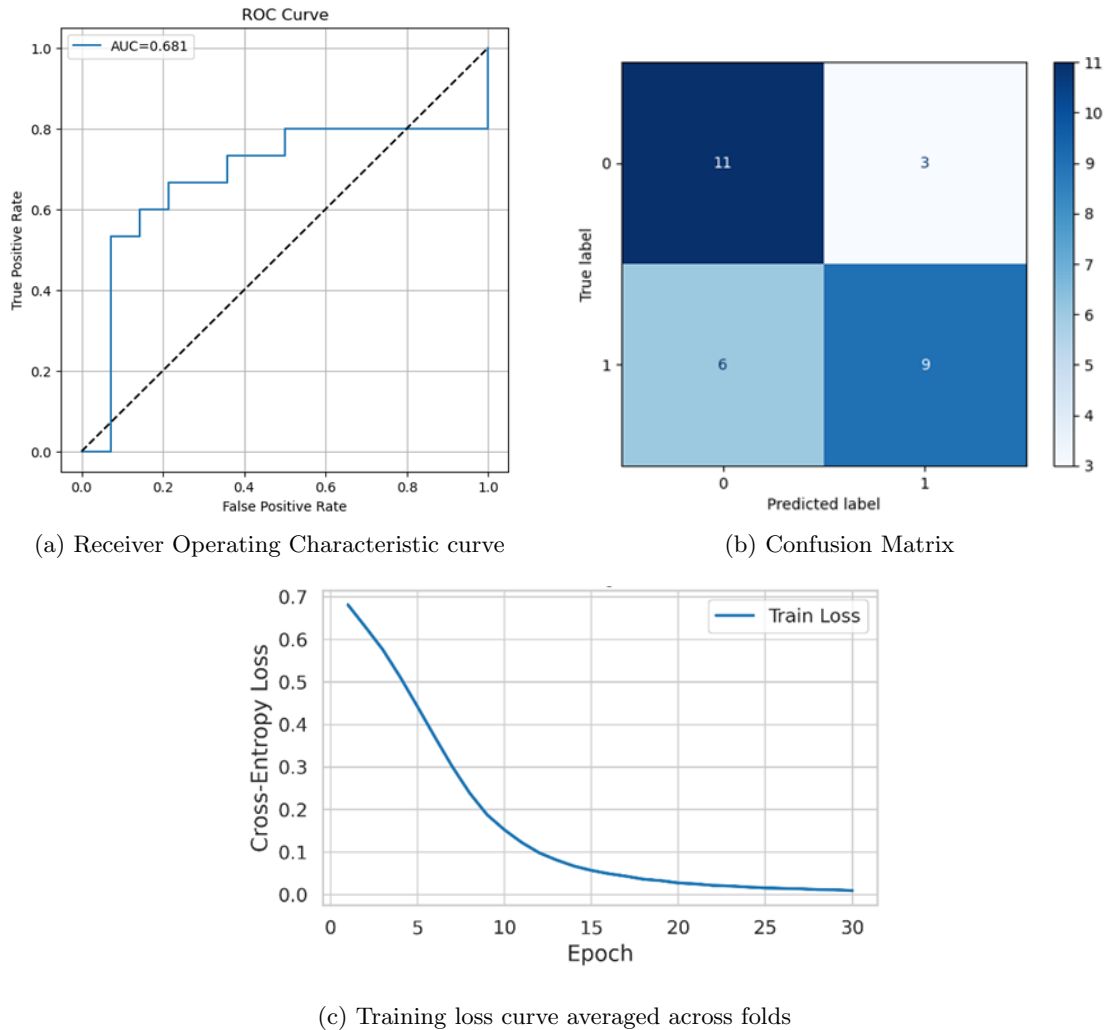 ROC Curve
AUC=0.681
1.0
0.8
0.6
0.4
0.2
0.0
True Positive Rate
0.0 0.2 0.4 0.6 0.8 1.0
False Positive Rate
(a) Receiver Operating Characteristic curve
0
1
True label
11 3
6 9
0 1
Predicted label
11
10
9
8
7
6
5
4
3
(b) Confusion Matrix
0.7
0.6
0.5
0.4
0.3
0.2
0.1
0.0
Cross-Entropy Loss
Train Loss
0 5 10 15 20 25 30
Epoch
(c) Training loss curve averaged across folds